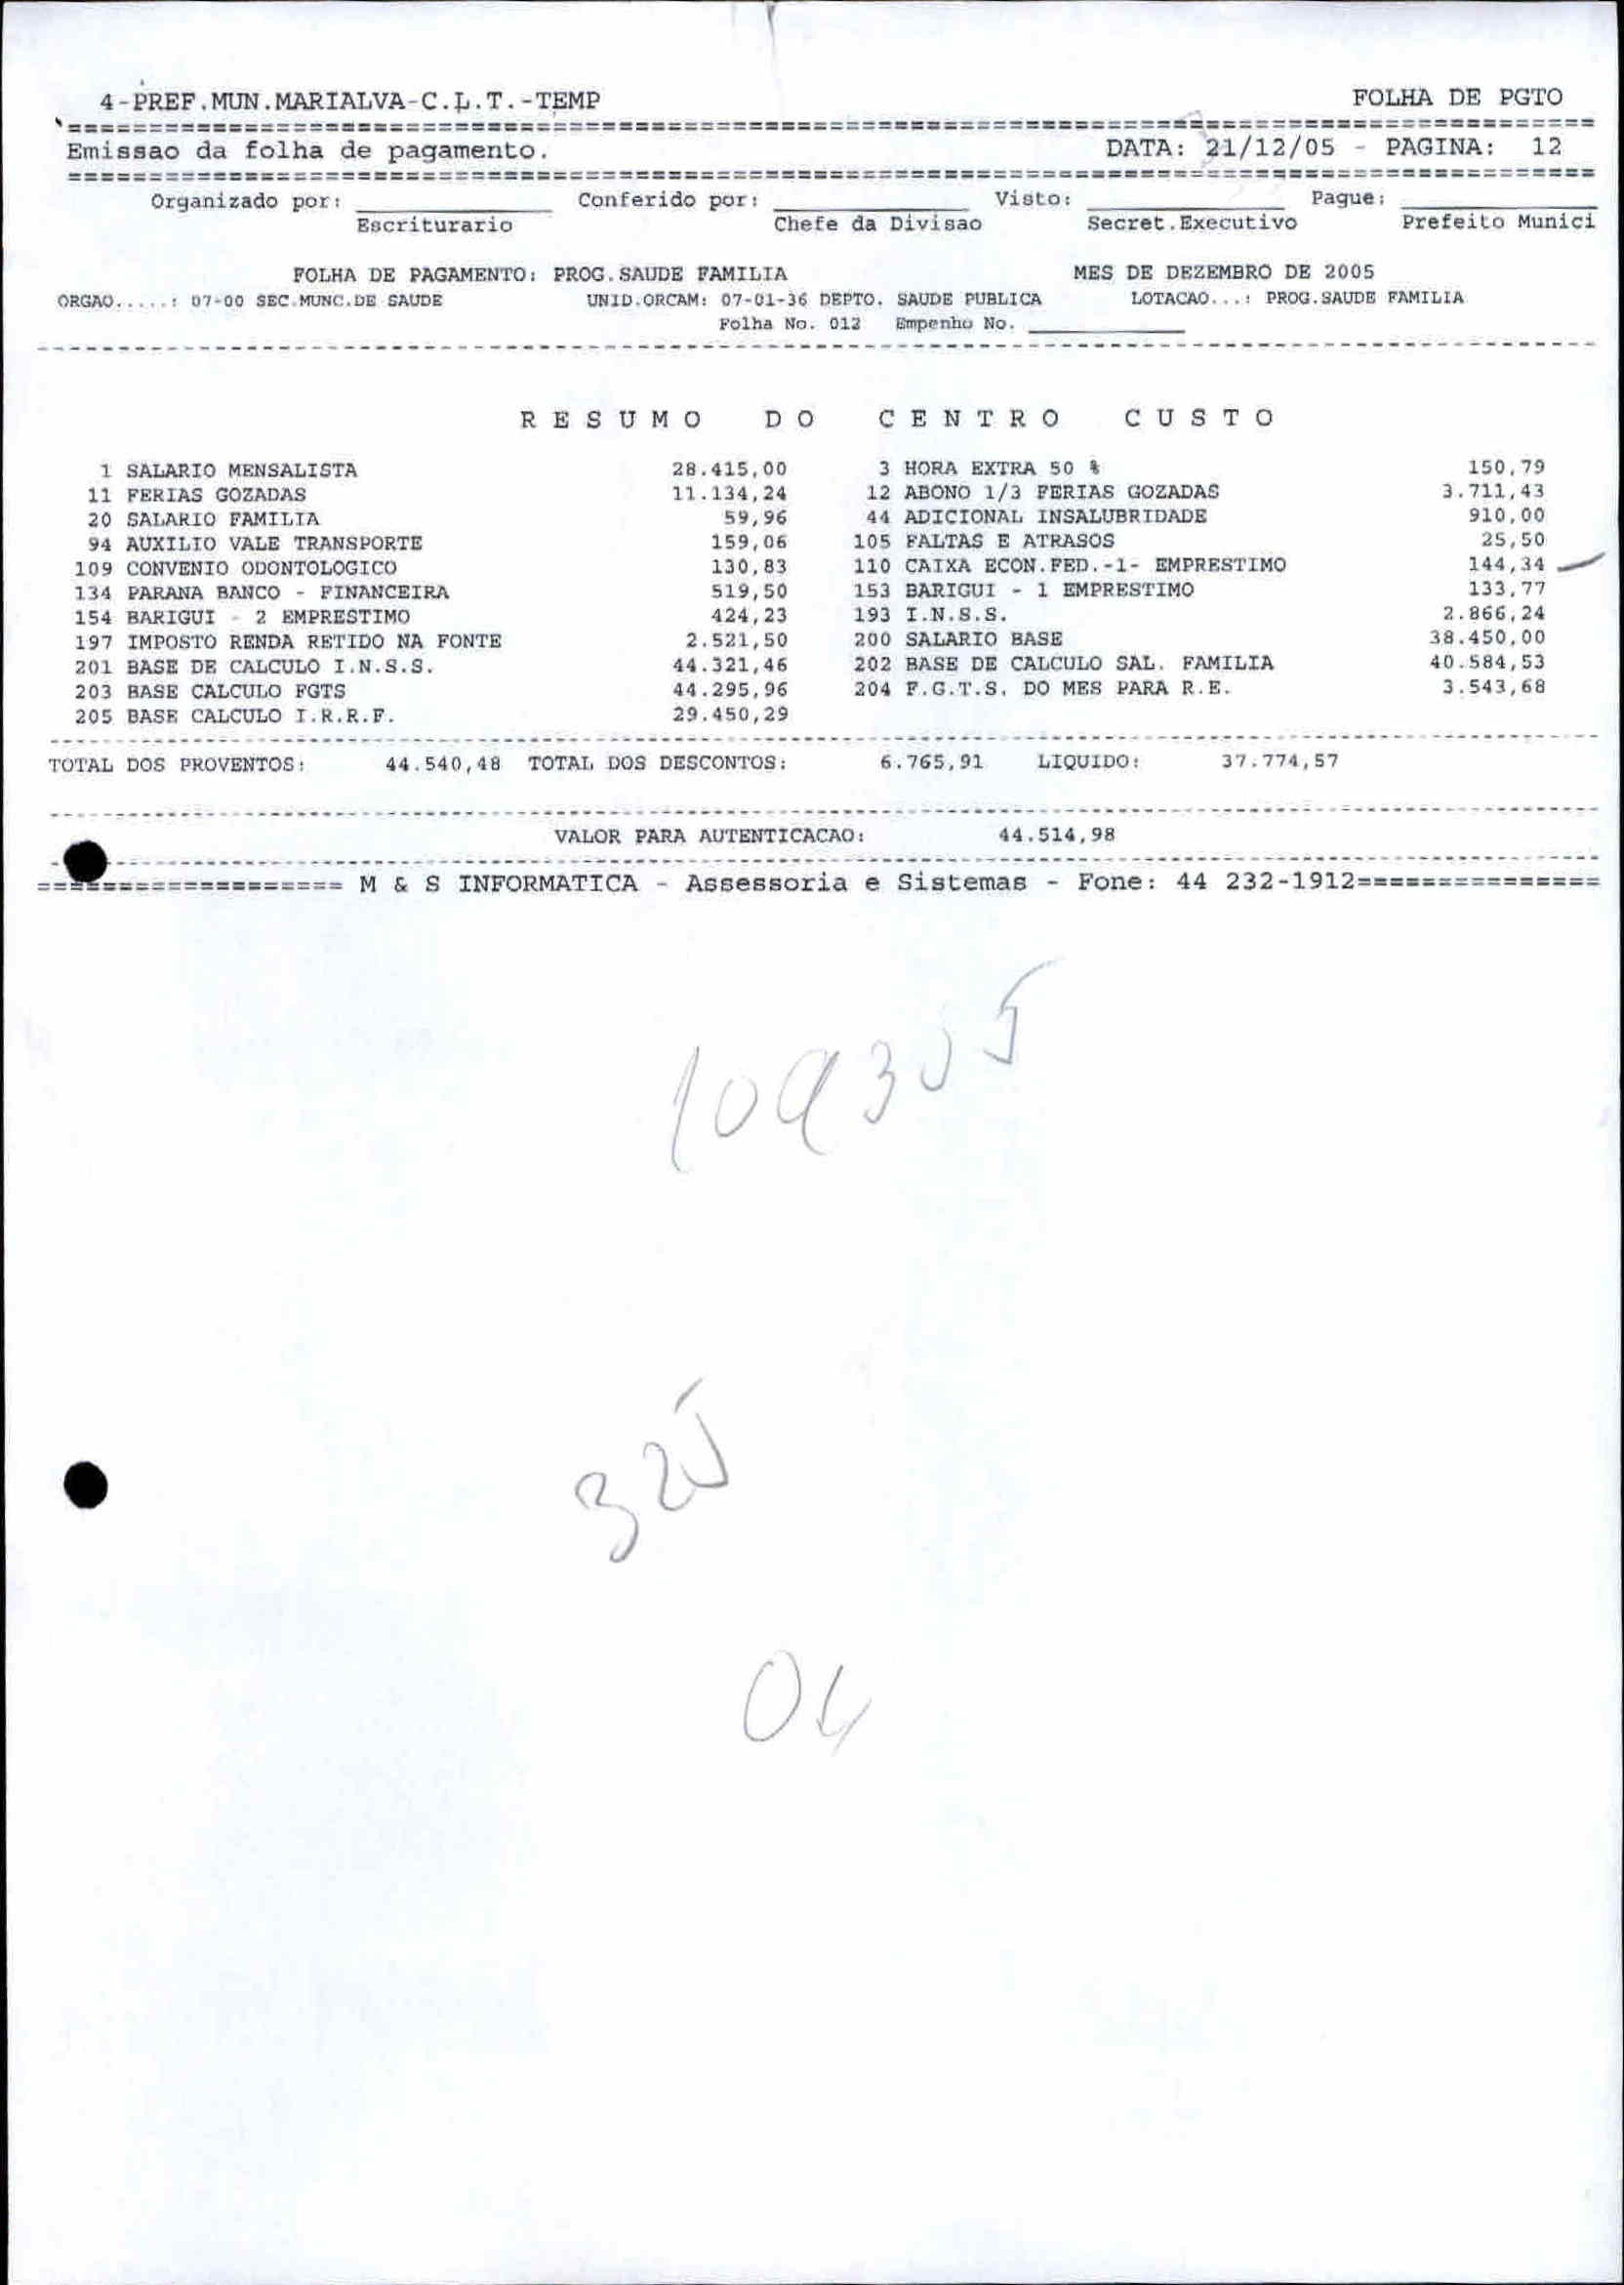 4-PREF.MUN.MARIALVA-C.L.T.-TEMP FOLHA DE PGTO
Emissao da folha de pagamento. DATA: 21/12/05 - PAGINA: 12
Organizado por: Conferido por: Visto: Pague:
Escriturario Chefe da Divisao Secret.Executivo Prefeito Munici
FOLHA DE PAGAMENTO: PROG.SAUDE FAMILIA MES DE DEZEMBRO DE 2005
ORGAO.....: 07-00 SEC.MUNC.DE SAUDE UNID.ORCAM: 07-01-36 DEPTO. SAUDE PUBLICA LOTACAO...: PROG.SAUDE FAMILIA
Folha No. 012 Empenho No.
R E S U M O D O C E N T R O C U S T O
1 SALARIO MENSALISTA 28.415,00 3 HORA EXTRA 50 % 150,79
11 FERIAS GOZADAS 11.134,24 12 ABONO 1/3 FERIAS GOZADAS 3.711,43
20 SALARIO FAMILIA 59,96 44 ADICIONAL INSALUBRIDADE 910,00
94 AUXILIO VALE TRANSPORTE 159,06 105 FALTAS E ATRASOS 25,50
109 CONVENIO ODONTOLOGICO 130,83 110 CAIXA ECON.FED.-1- EMPRESTIMO 144,34
134 PARANA BANCO - FINANCEIRA 519,50 153 BARIGUI - 1 EMPRESTIMO 133,77
154 BARIGUI - 2 EMPRESTIMO 424,23 193 I.N.S.S. 2.866,24
197 IMPOSTO RENDA RETIDO NA FONTE 2.521,50 200 SALARIO BASE 38.450,00
201 BASE DE CALCULO I.N.S.S. 44.321,46 202 BASE DE CALCULO SAL. FAMILIA 40.584,53
203 BASE CALCULO FGTS 44.295,96 204 F.G.T.S. DO MES PARA R.E. 3.543,68
205 BASE CALCULO I.R.R.F. 29.450,29
TOTAL DOS PROVENTOS: 44.540,48 TOTAL DOS DESCONTOS: 6.765,91 LIQUIDO: 37.774,57
VALOR PARA AUTENTICACAO: 44.514,98
M & S INFORMATICA - Assessoria e Sistemas - Fone: 44 232-1912
325